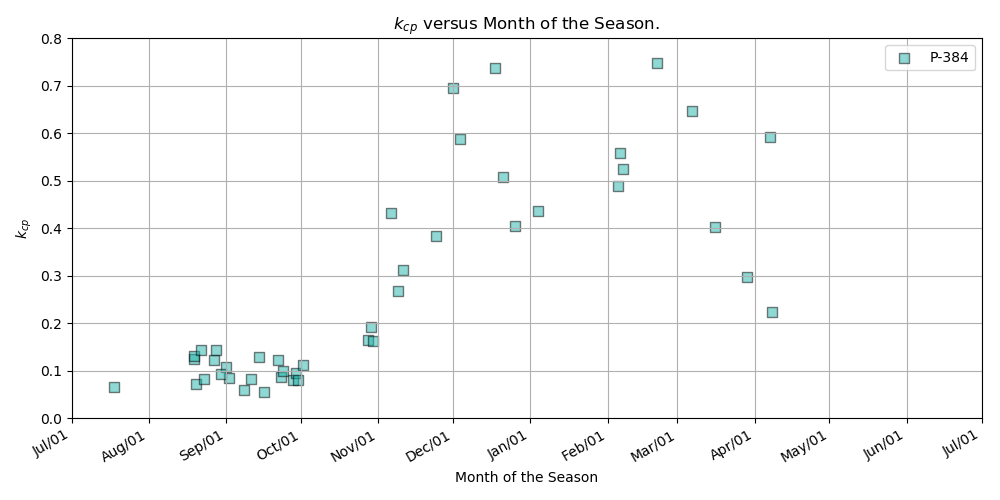 k_cp versus Month of the Season.
P-384
0.8
0.7
0.6
0.5
0.4
0.3
0.2
0.1
0.0
k_cp
Jul/01 Aug/01 Sep/01 Oct/01 Nov/01 Dec/01 Jan/01 Feb/01 Mar/01 Apr/01 May/01 Jun/01 Jul/01
Month of the Season